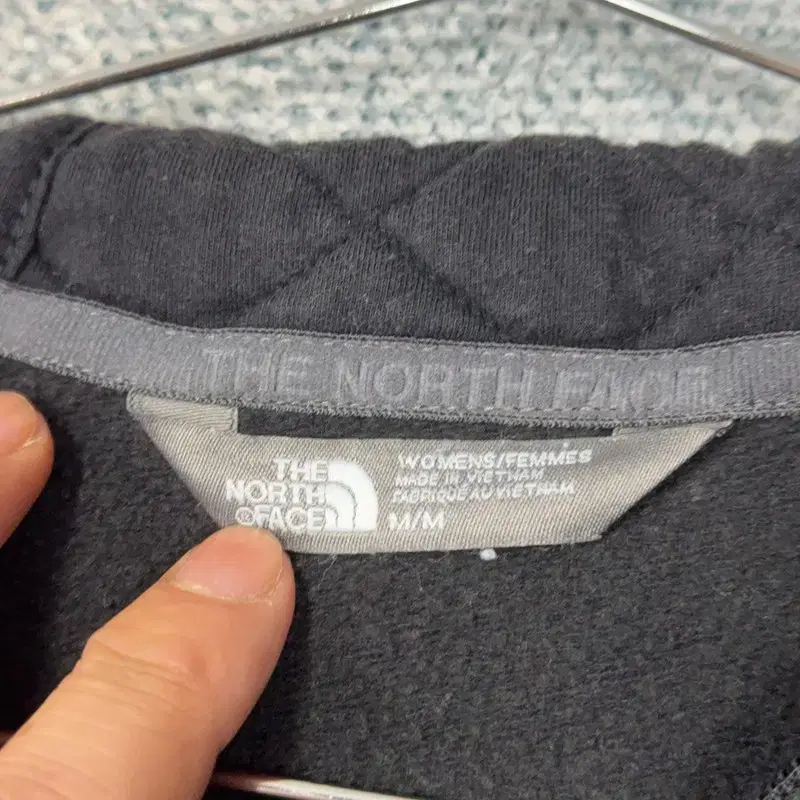 THE NORTH FACE
THE
NORTH
FACE
WOMENS/FEMMES
MADE IN VIETNAM
FABRIQUE AU VIETNAM
M/M